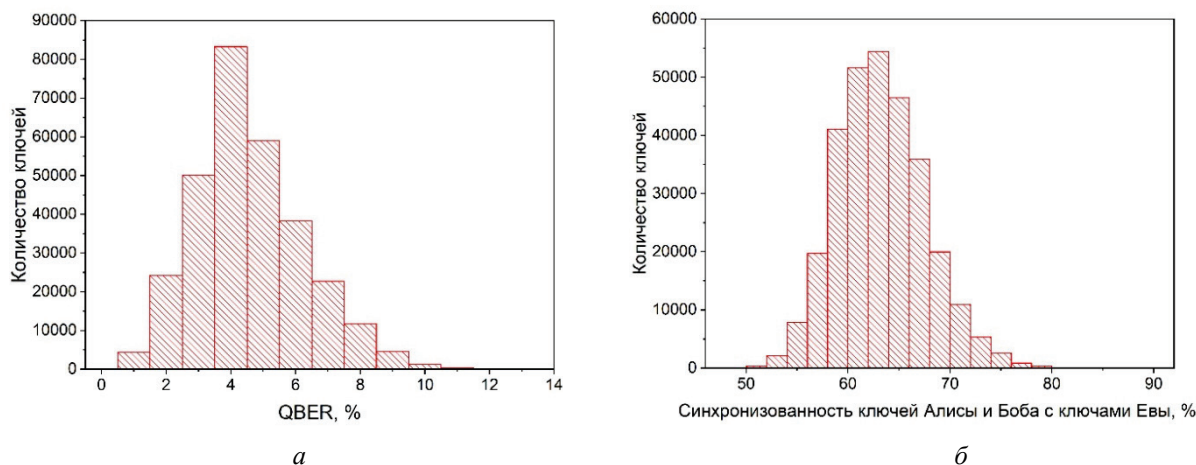 90000
80000
70000
60000
50000
40000
30000
20000
10000
0
Количество ключей
0 2 4 6 8 10 12 14
QBER, %
а
60000
50000
40000
30000
20000
10000
0
Количество ключей
50 60 70 80 90
Синхронизованность ключей Алисы и Боба с ключами Евы, %
б